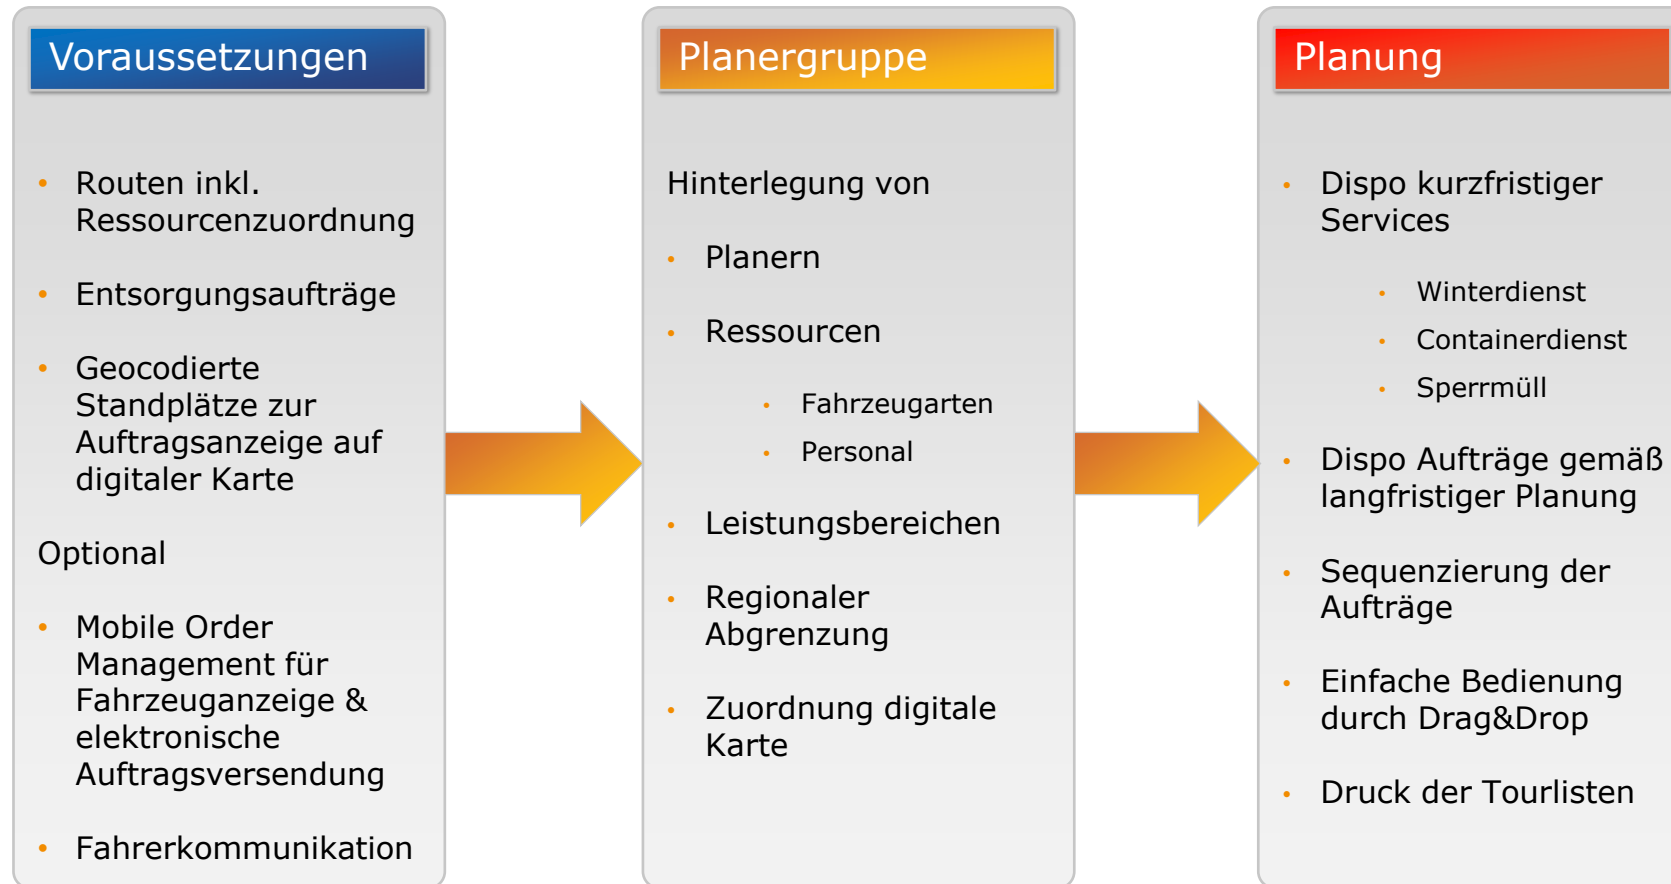 Voraussetzungen
• Routen inkl.
Ressourcenzuordnung
• Entsorgungsaufträge
• Geocodierte
Standplätze zur
Auftragsanzeige auf
digitaler Karte
Optional
• Mobile Order
Management für
Fahrzeuganzeige &
elektronische
Auftragsversendung
• Fahrerkommunikation
Planergruppe
Hinterlegung von
• Planern
• Ressourcen
• Fahrzeugarten
• Personal
• Leistungsbereichen
• Regionaler
Abgrenzung
• Zuordnung digitale
Karte
Planung
• Dispo kurzfristiger
Services
• Winterdienst
• Containerdienst
• Sperrmüll
• Dispo Aufträge gemäß
langfristiger Planung
• Sequenzierung der
Aufträge
• Einfache Bedienung
durch Drag&Drop
• Druck der Tourlisten